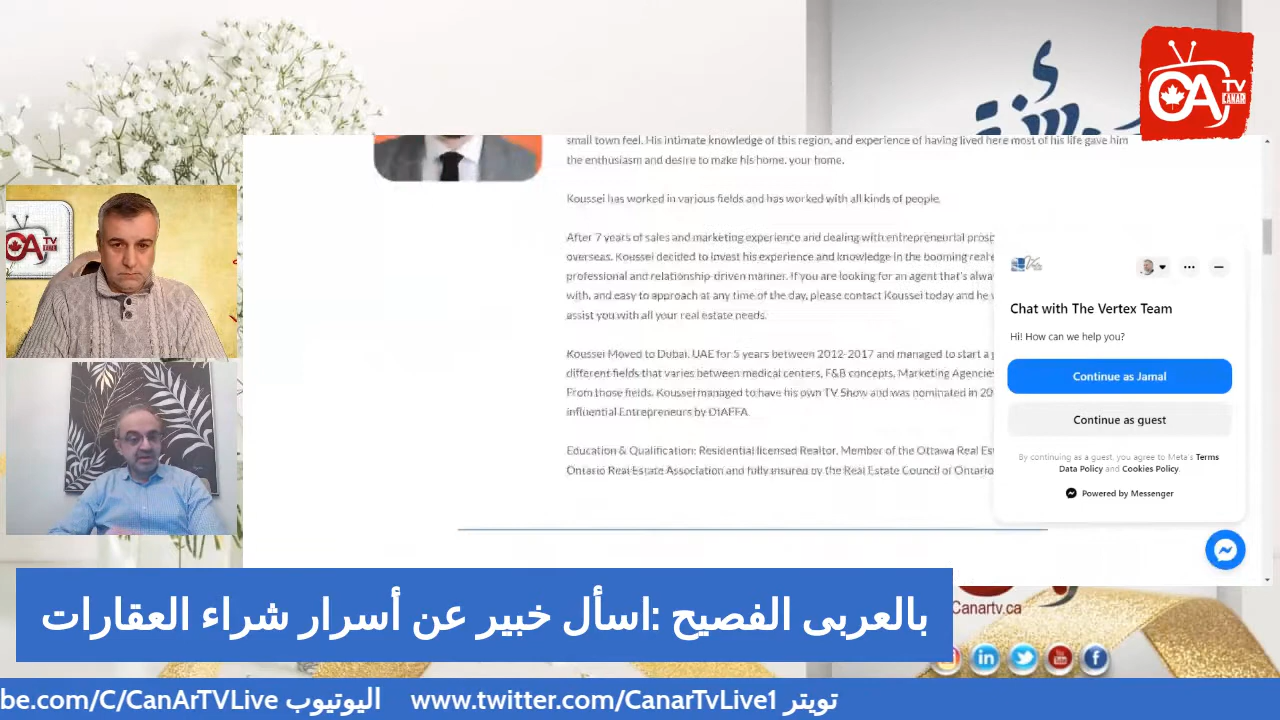 CA TV
CANAR
small town feel. His intimate knowledge of this region, and experience of having lived here most of his life gave him
the enthusiasm and desire to make his home, your home.
Koussei has worked in various fields and has worked with all kinds of people.
After 7 years of sales and marketing experience and dealing with entrepreneurial
overseas. Koussei decided to invest his experience and knowledge in the booming real
professional and relationship-driven manner. If you are looking for an agent that's
with, and easy to approach at any time of the day, please contact Koussei today and he
assist you with all your real estate needs.
Koussei Moved to Dubai, UAE for 5 years between 2012-2017 and managed to start a
different fields that varies between medical centers, F&B concepts, Marketing Agencies
From those fields, Koussei managed to have his own TV Show and was nominated in
influential Entrepreneurs by DIAFFA.
Education & Qualification: Residential licensed Realtor, Member of the Ottawa Real
Ontario Real Estate Association and fully insured by the Real Estate Council of Ontario
Chat with The Vertex Team
Hi! How can we help you?
Continue as Jamal
Continue as guest
By continuing as a guest, you agree to Meta's Terms
Data Policy and Cookies Policy.
Powered by Messenger
Canartv.ca
بالعربى الفصيح :اسأل خبير عن أسرار شراء العقارات
be.com/C/CanArTVLive اليوتيوب www.twitter.com/CanarTvLive1 تويتر